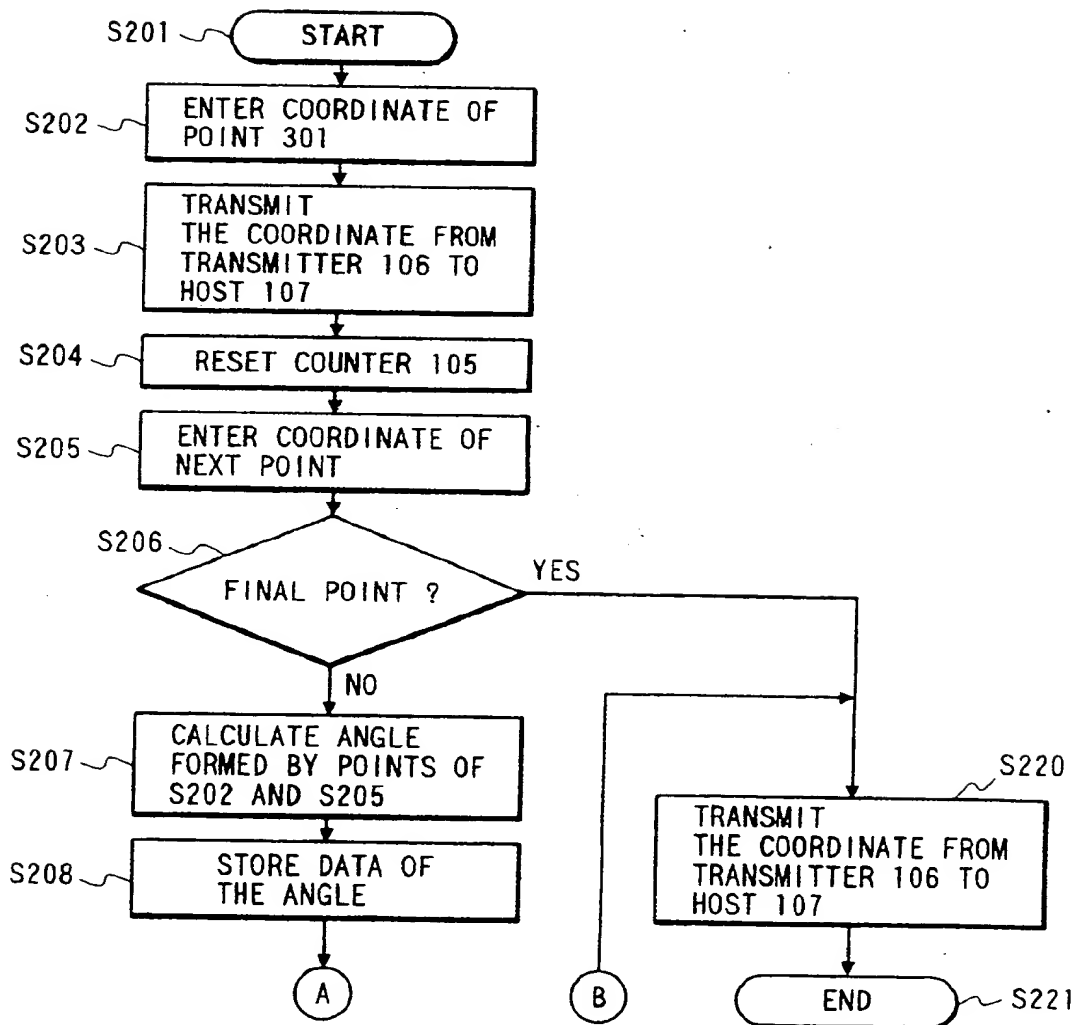 S201
START
S202
ENTER COORDINATE OF
POINT 301
S203
TRANSMIT
THE COORDINATE FROM
TRANSMITTER 106 TO
HOST 107
S204
RESET COUNTER 105
S205
ENTER COORDINATE OF
NEXT POINT
S206
FINAL POINT ?
YES
NO
S207
CALCULATE ANGLE
FORMED BY POINTS OF
S202 AND S205
S208
STORE DATA OF
THE ANGLE
A
B
S220
TRANSMIT
THE COORDINATE FROM
TRANSMITTER 106 TO
HOST 107
END
S221